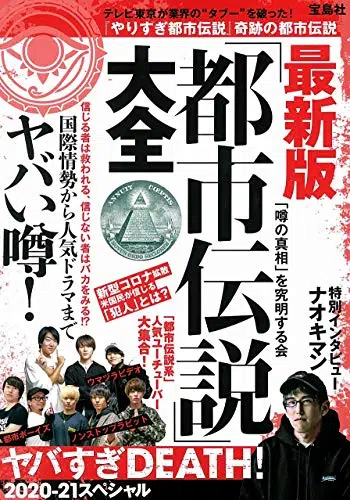 宝島社
テレビ東京が業界の“タブー”を破った!
『やりすぎ都市伝説』奇跡の都市伝説
最新版
「都市伝説」
大全
「噂の真相」を究明する会
信じる者は救われる、信じない者はバカをみる!?
国際情勢から人気ドラマまで
ヤバい噂!
ANNUIT CŒPTIS
新型コロナ拡散
米国民が信じる
「犯人」とは?
「都市伝説系」
人気ユーチューバー
大集合!
特別インタビュー
ナオキマン
ウマヅラビデオ
都市ボーイズ
ノンストップラビット
ヤバすぎDEATH!
2020-21スペシャル